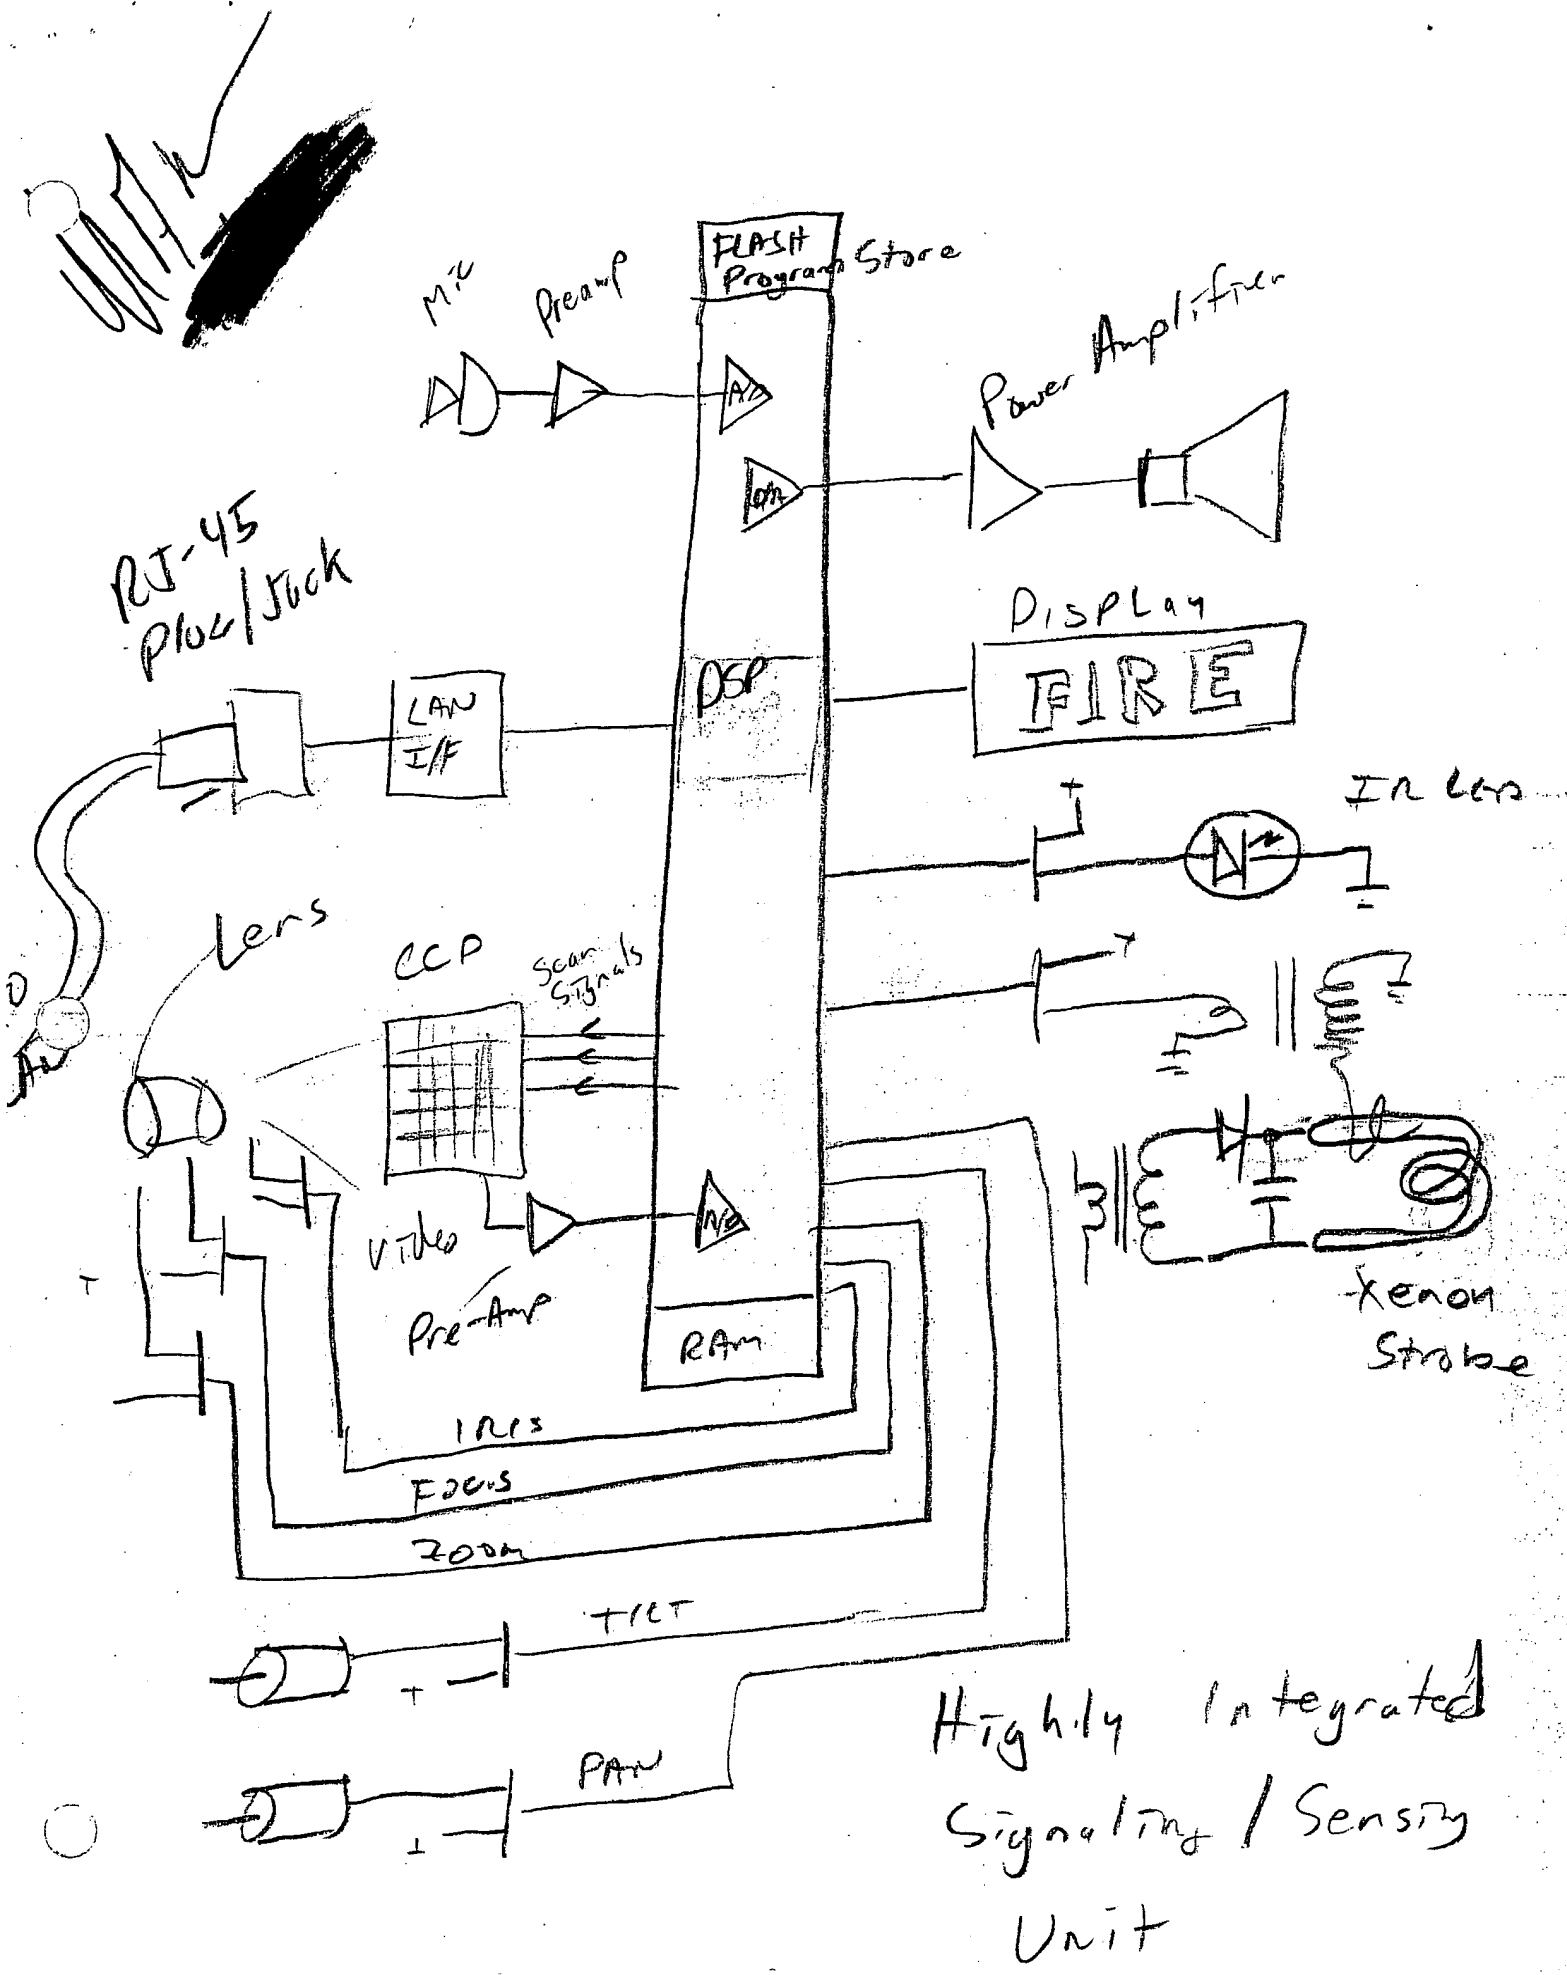 FLASH
Program Store
Mic
Preamp
A/D
D/A
Power Amplifier
RJ-45
Plug/Jack
LAN
I/F
DSP
Display
FIRE
+
IR LED
Lens
CCD
Scan
Signals
+
Video
Pre-Amp
A/D
RAM
Xenon
Strobe
+
IRIS
Focus
Zoom
TILT
+
PAN
+
Highly Integrated
Signaling / Sensing
Unit